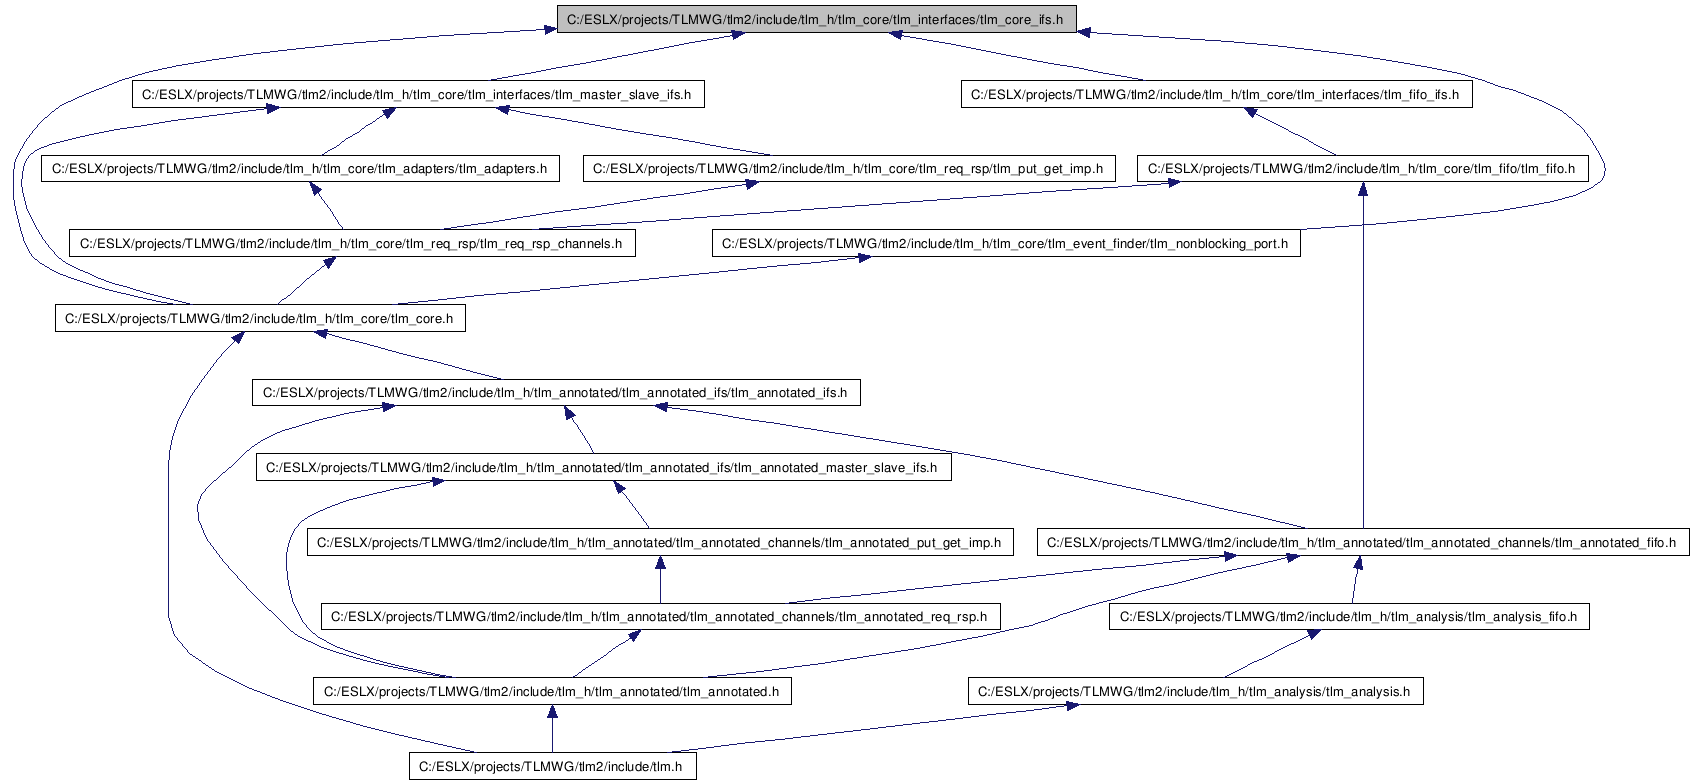 C:/ESLX/projects/TLMWG/tlm2/include/tlm_h/tlm_core/tlm_interfaces/tlm_core_ifs.h
C:/ESLX/projects/TLMWG/tlm2/include/tlm_h/tlm_core/tlm_interfaces/tlm_master_slave_ifs.h
C:/ESLX/projects/TLMWG/tlm2/include/tlm_h/tlm_core/tlm_interfaces/tlm_fifo_ifs.h
C:/ESLX/projects/TLMWG/tlm2/include/tlm_h/tlm_core/tlm_adapters/tlm_adapters.h
C:/ESLX/projects/TLMWG/tlm2/include/tlm_h/tlm_core/tlm_req_rsp/tlm_put_get_imp.h
C:/ESLX/projects/TLMWG/tlm2/include/tlm_h/tlm_core/tlm_fifo/tlm_fifo.h
C:/ESLX/projects/TLMWG/tlm2/include/tlm_h/tlm_core/tlm_req_rsp/tlm_req_rsp_channels.h
C:/ESLX/projects/TLMWG/tlm2/include/tlm_h/tlm_core/tlm_event_finder/tlm_nonblocking_port.h
C:/ESLX/projects/TLMWG/tlm2/include/tlm_h/tlm_core/tlm_core.h
C:/ESLX/projects/TLMWG/tlm2/include/tlm_h/tlm_annotated/tlm_annotated_ifs/tlm_annotated_ifs.h
C:/ESLX/projects/TLMWG/tlm2/include/tlm_h/tlm_annotated/tlm_annotated_ifs/tlm_annotated_master_slave_ifs.h
C:/ESLX/projects/TLMWG/tlm2/include/tlm_h/tlm_annotated/tlm_annotated_channels/tlm_annotated_put_get_imp.h
C:/ESLX/projects/TLMWG/tlm2/include/tlm_h/tlm_annotated/tlm_annotated_channels/tlm_annotated_fifo.h
C:/ESLX/projects/TLMWG/tlm2/include/tlm_h/tlm_annotated/tlm_annotated_channels/tlm_annotated_req_rsp.h
C:/ESLX/projects/TLMWG/tlm2/include/tlm_h/tlm_analysis/tlm_analysis_fifo.h
C:/ESLX/projects/TLMWG/tlm2/include/tlm_h/tlm_annotated/tlm_annotated.h
C:/ESLX/projects/TLMWG/tlm2/include/tlm_h/tlm_analysis/tlm_analysis.h
C:/ESLX/projects/TLMWG/tlm2/include/tlm.h